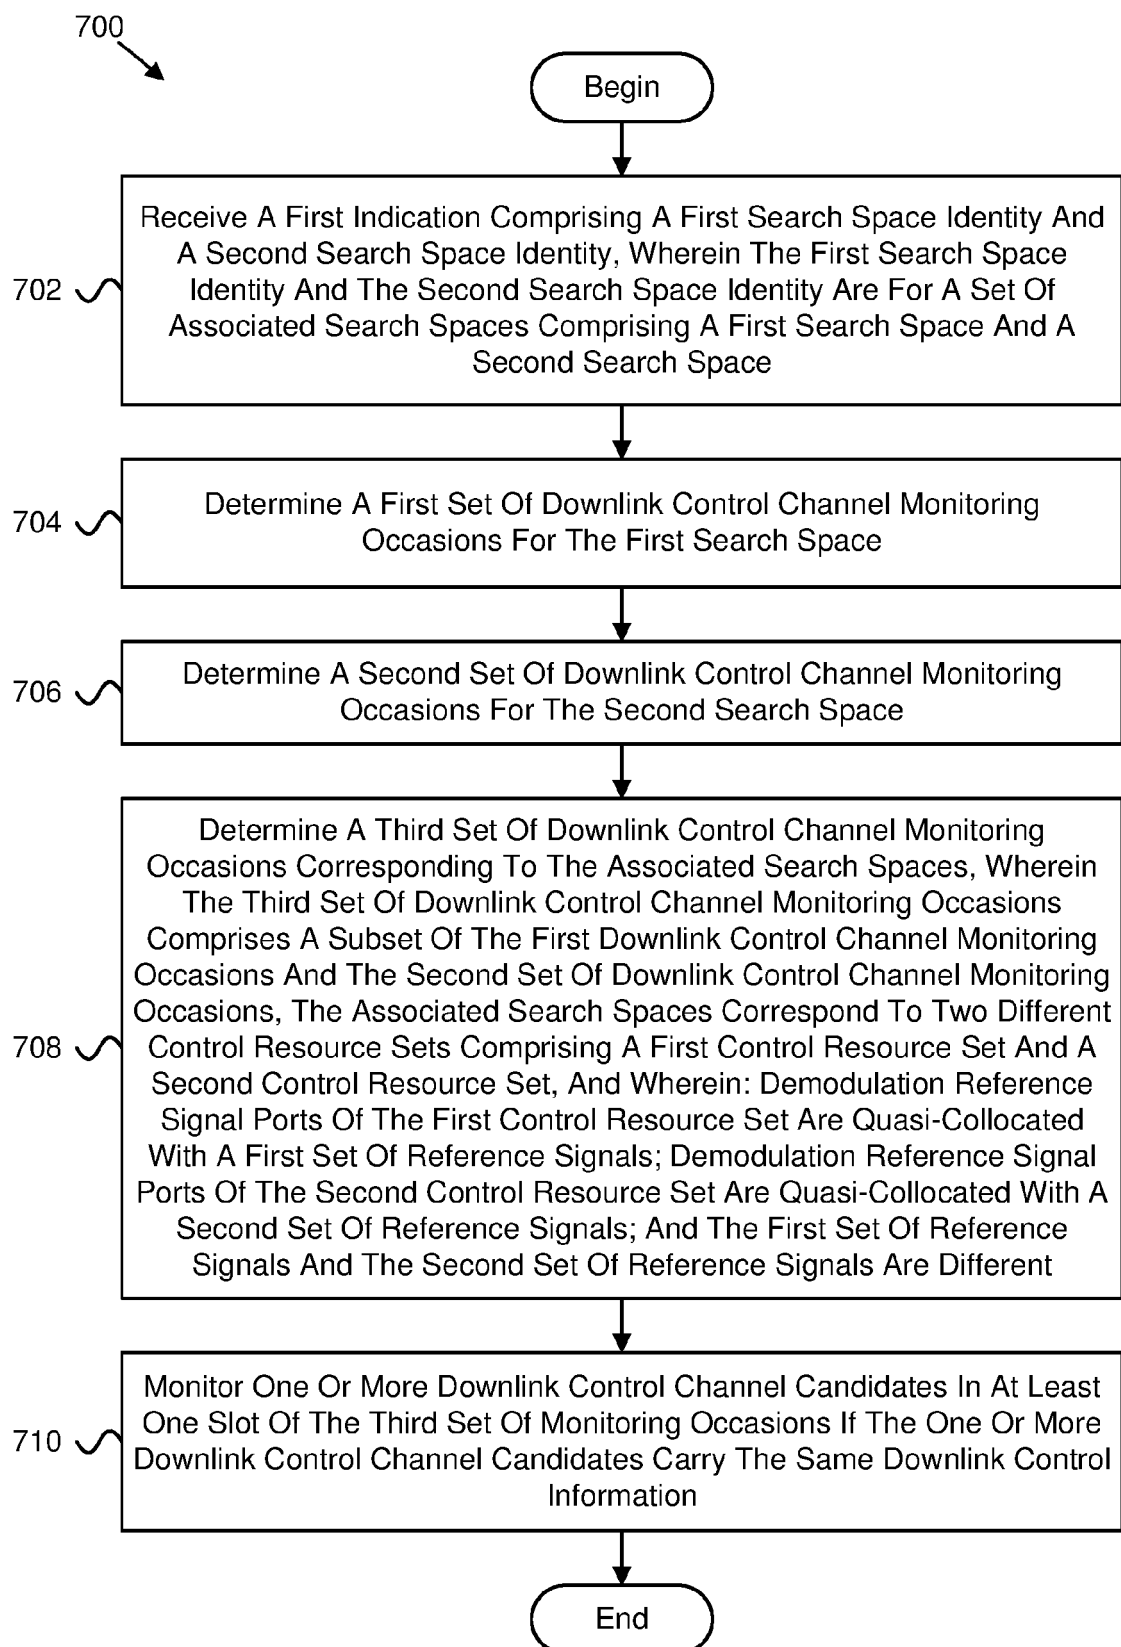 700
Begin
Receive A First Indication Comprising A First Search Space Identity And
A Second Search Space Identity, Wherein The First Search Space
Identity And The Second Search Space Identity Are For A Set Of
Associated Search Spaces Comprising A First Search Space And A
Second Search Space
702
Determine A First Set Of Downlink Control Channel Monitoring
Occasions For The First Search Space
704
Determine A Second Set Of Downlink Control Channel Monitoring
Occasions For The Second Search Space
706
Determine A Third Set Of Downlink Control Channel Monitoring
Occasions Corresponding To The Associated Search Spaces, Wherein
The Third Set Of Downlink Control Channel Monitoring Occasions
Comprises A Subset Of The First Downlink Control Channel Monitoring
Occasions And The Second Set Of Downlink Control Channel Monitoring
Occasions, The Associated Search Spaces Correspond To Two Different
Control Resource Sets Comprising A First Control Resource Set And A
Second Control Resource Set, And Wherein: Demodulation Reference
Signal Ports Of The First Control Resource Set Are Quasi-Collocated
With A First Set Of Reference Signals; Demodulation Reference Signal
Ports Of The Second Control Resource Set Are Quasi-Collocated With A
Second Set Of Reference Signals; And The First Set Of Reference
Signals And The Second Set Of Reference Signals Are Different
708
Monitor One Or More Downlink Control Channel Candidates In At Least
One Slot Of The Third Set Of Monitoring Occasions If The One Or More
Downlink Control Channel Candidates Carry The Same Downlink Control
Information
710
End